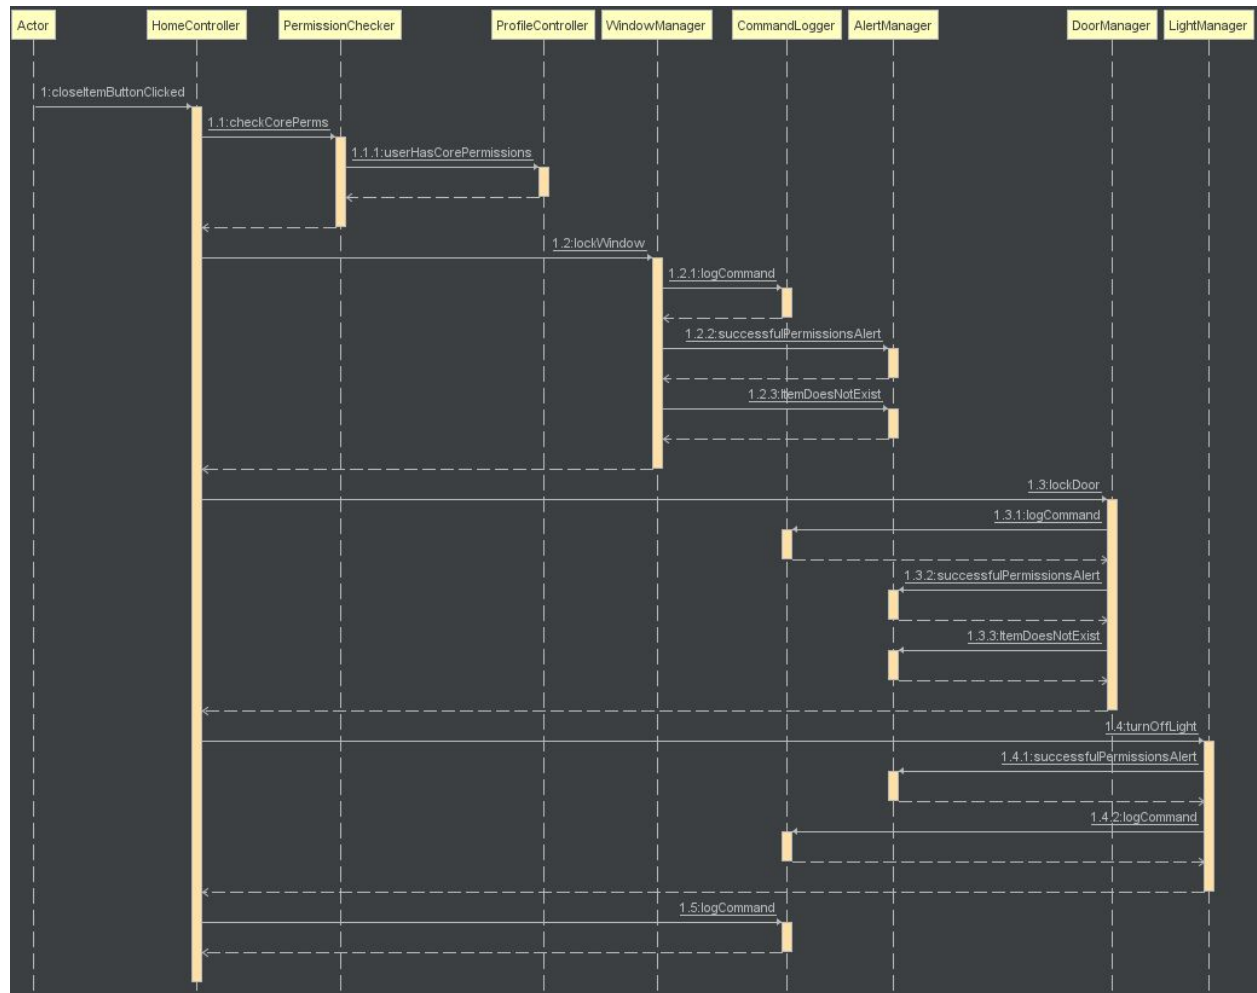 Actor
HomeController
PermissionChecker
ProfileController
WindowManager
CommandLogger
AlertManager
DoorManager
LightManager
1:closeItemButtonClicked
1.1:checkCorePerms
1.1.1:userHasCorePermissions
1.2:lockWindow
1.2.1:logCommand
1.2.2:successfulPermissionsAlert
1.2.3:ItemDoesNotExist
1.3:lockDoor
1.3.1:logCommand
1.3.2:successfulPermissionsAlert
1.3.3:ItemDoesNotExist
1.4:turnOffLight
1.4.1:successfulPermissionsAlert
1.4.2:logCommand
1.5:logCommand